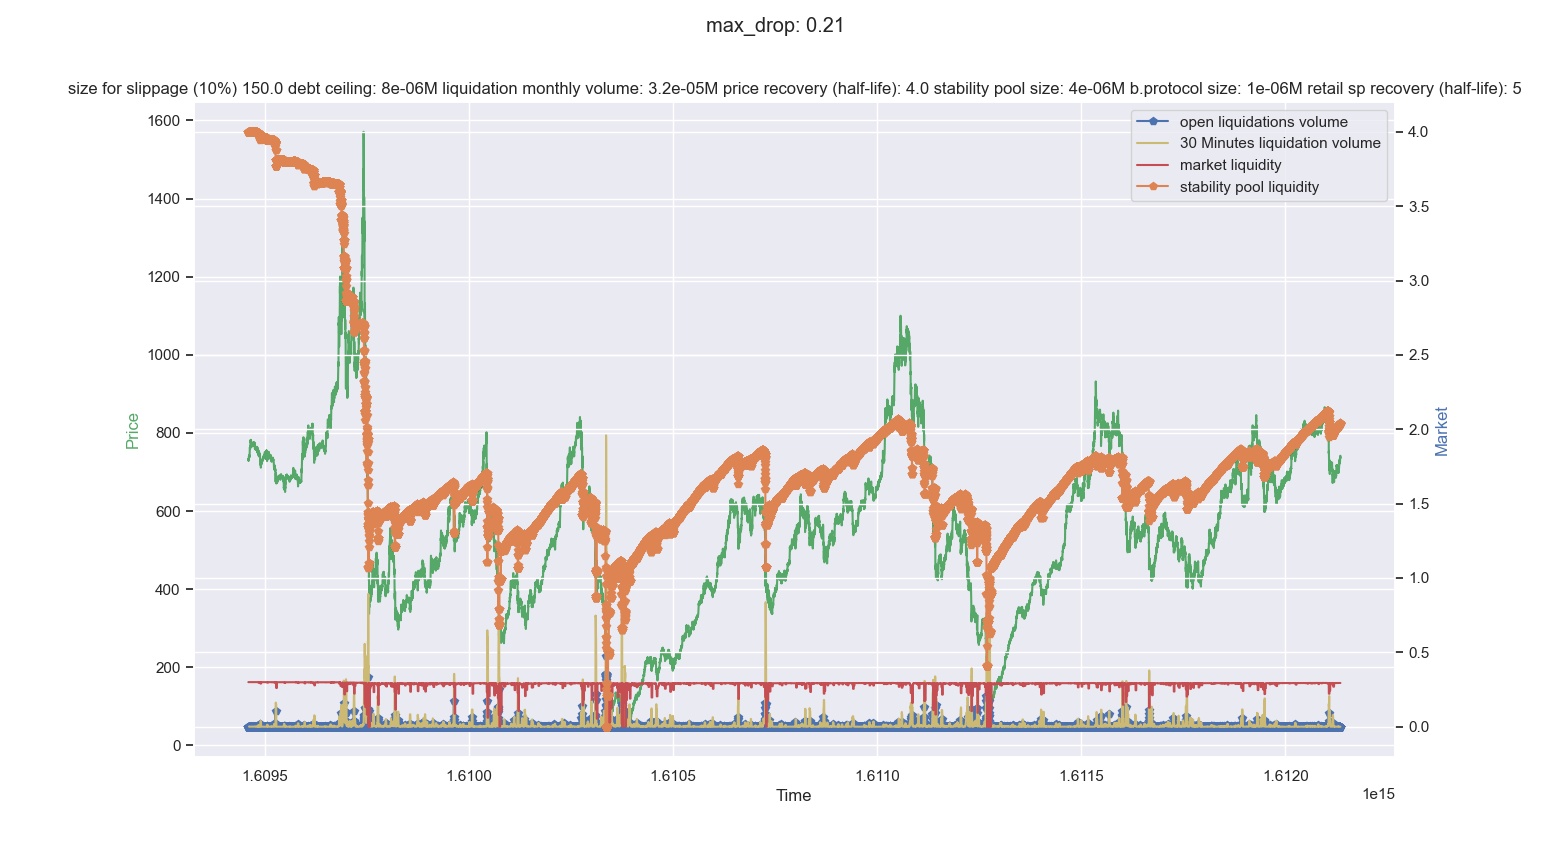 max_drop: 0.21
size for slippage (10%) 150.0 debt ceiling: 8e-06M liquidation monthly volume: 3.2e-05M price recovery (half-life): 4.0 stability pool size: 4e-06M b.protocol size: 1e-06M retail sp recovery (half-life): 5
open liquidations volume
30 Minutes liquidation volume
market liquidity
stability pool liquidity
1600
1400
1200
1000
800
600
400
200
0
Price
4.0
3.5
3.0
2.5
2.0
1.5
1.0
0.5
0.0
Market
1.6095 1.6100 1.6105 1.6110 1.6115 1.6120
1e15
Time